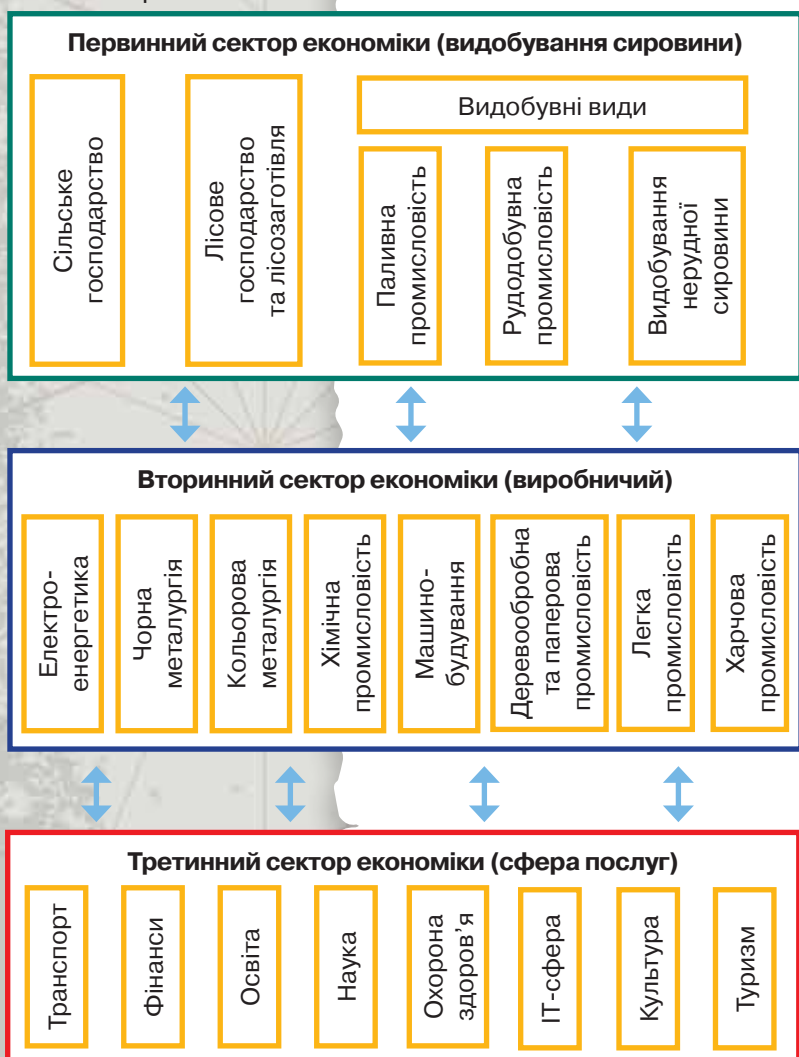 Первинний сектор економіки (видобування сировини)
Сільське
господарство
Лісове
господарство
та лісозаготівля
Видобувні види
Паливна
промисловість
Рудодобувна
промисловість
Видобування
нерудної
сировини
Вторинний сектор економіки (виробничий)
Електро-
енергетика
Чорна
металургія
Кольорова
металургія
Хімічна
промисловість
Машино-
будування
Деревообробна
та паперова
промисловість
Легка
промисловість
Харчова
промисловість
Третинний сектор економіки (сфера послуг)
Транспорт
Фінанси
Освіта
Наука
Охорона
здоров’я
ІТ-сфера
Культура
Туризм